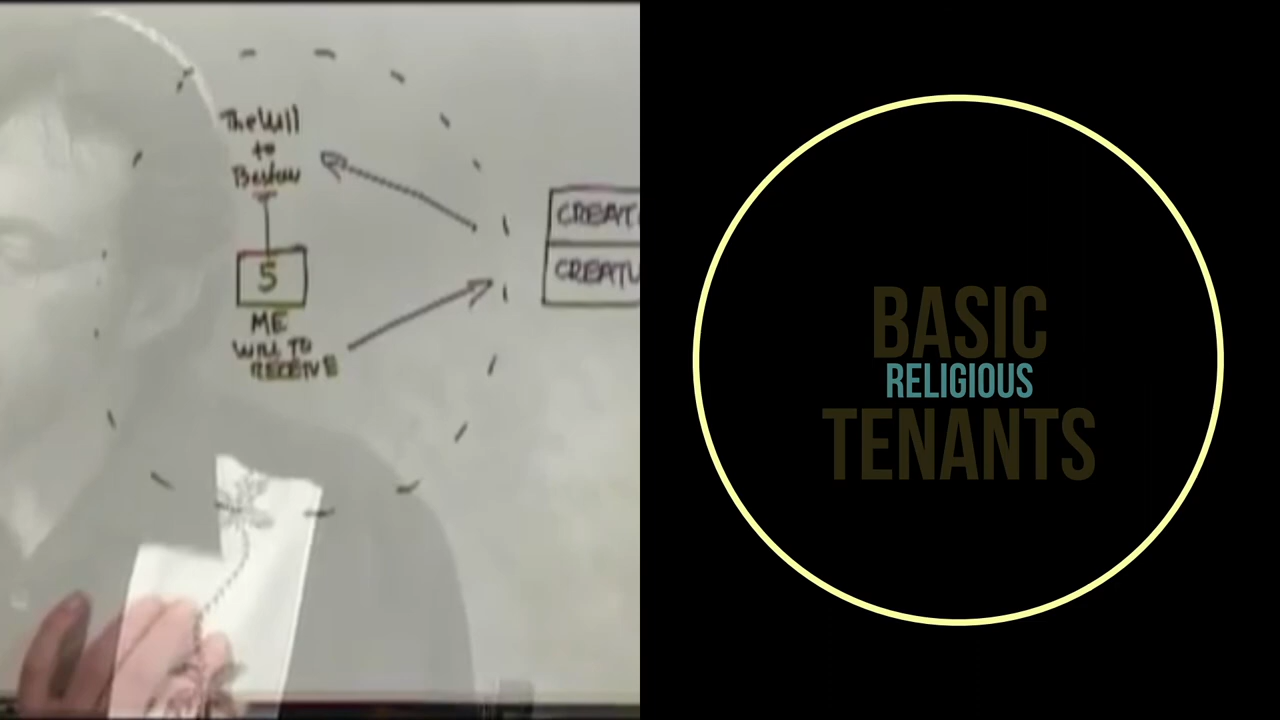 The Will
to
Bestow
5
ME
WILL TO
RECEIVE
CREAT
CREATU
BASIC
RELIGIOUS
TENANTS